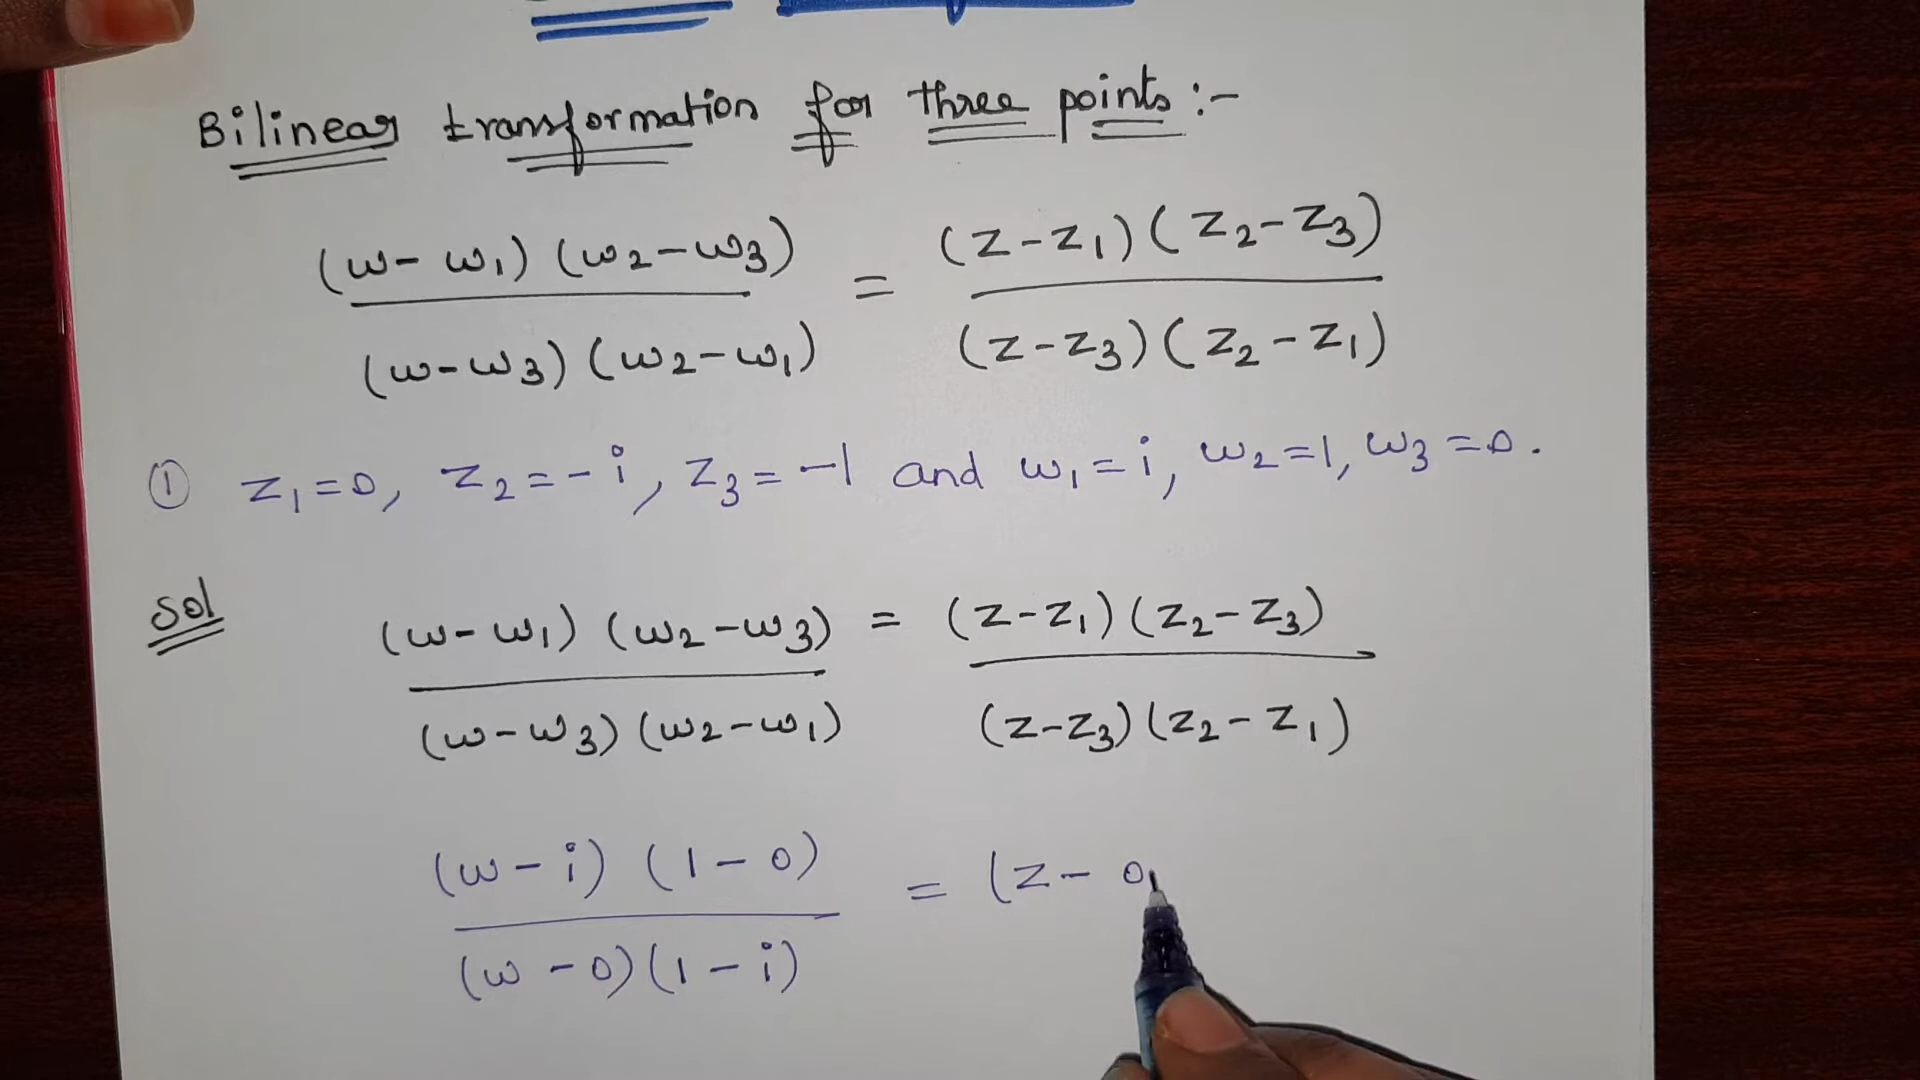 Bilinear transformation for three points :-
(w - w₁) (w₂ - w₃) / (w - w₃) (w₂ - w₁) = (z - z₁) (z₂ - z₃) / (z - z₃) (z₂ - z₁)
① z₁ = 0, z₂ = - i, z₃ = -1 and w₁ = i, w₂ = 1, w₃ = 0.
Sol
(w - w₁) (w₂ - w₃) / (w - w₃) (w₂ - w₁) = (z - z₁) (z₂ - z₃) / (z - z₃) (z₂ - z₁)
(w - i) (1 - 0) / (w - 0) (1 - i) = (z - 0